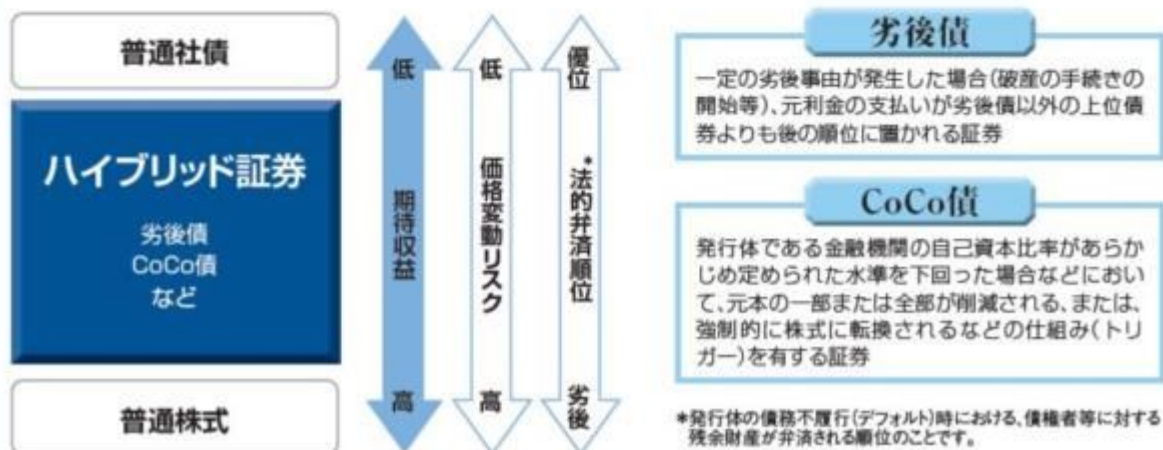 普通社債
ハイブリッド証券
劣後債
CoCo債
など
普通株式
低
期待収益
高
低
価格変動リスク
高
優位
*法的弁済順位
劣後
劣後債
一定の劣後事由が発生した場合(破産の手続きの
開始等)、元利金の支払いが劣後債以外の上位債
券よりも後の順位に置かれる証券
CoCo債
発行体である金融機関の自己資本比率があらか
じめ定められた水準を下回った場合などにおい
て、元本の一部または全部が削減される、または、
強制的に株式に転換されるなどの仕組み(トリ
ガー)を有する証券
*発行体の債務不履行(デフォルト)時における、債権者等に対する
残余財産が弁済される順位のことです。